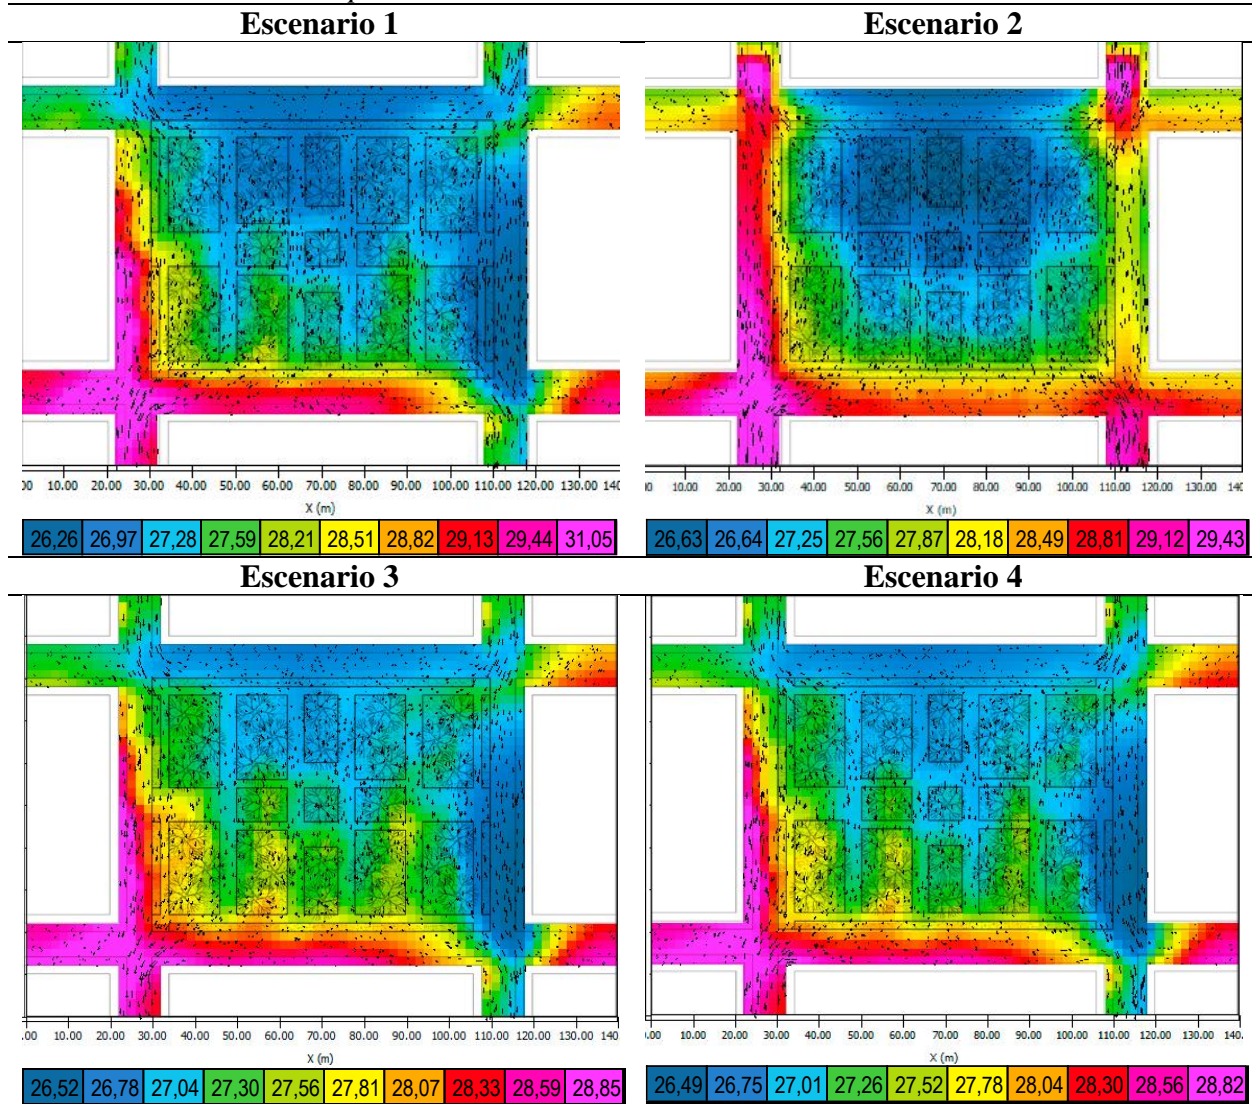 Escenario 1 Escenario 2
00 10.00 20.00 30.00 40.00 50.00 60.00 70.00 80.00 90.00 100.00 110.00 120.00 130.00 140
X (m)
00 10.00 20.00 30.00 40.00 50.00 60.00 70.00 80.00 90.00 100.00 110.00 120.00 130.00 140
X (m)
26,26 26,97 27,28 27,59 28,21 28,51 28,82 29,13 29,44 31,05
26,63 26,64 27,25 27,56 27,87 28,18 28,49 28,81 29,12 29,43
Escenario 3 Escenario 4
.00 10.00 20.00 30.00 40.00 50.00 60.00 70.00 80.00 90.00 100.00 110.00 120.00 130.00 140
X (m)
.00 10.00 20.00 30.00 40.00 50.00 60.00 70.00 80.00 90.00 100.00 110.00 120.00 130.00 140.
X (m)
26,52 26,78 27,04 27,30 27,56 27,81 28,07 28,33 28,59 28,85
26,49 26,75 27,01 27,26 27,52 27,78 28,04 28,30 28,56 28,82